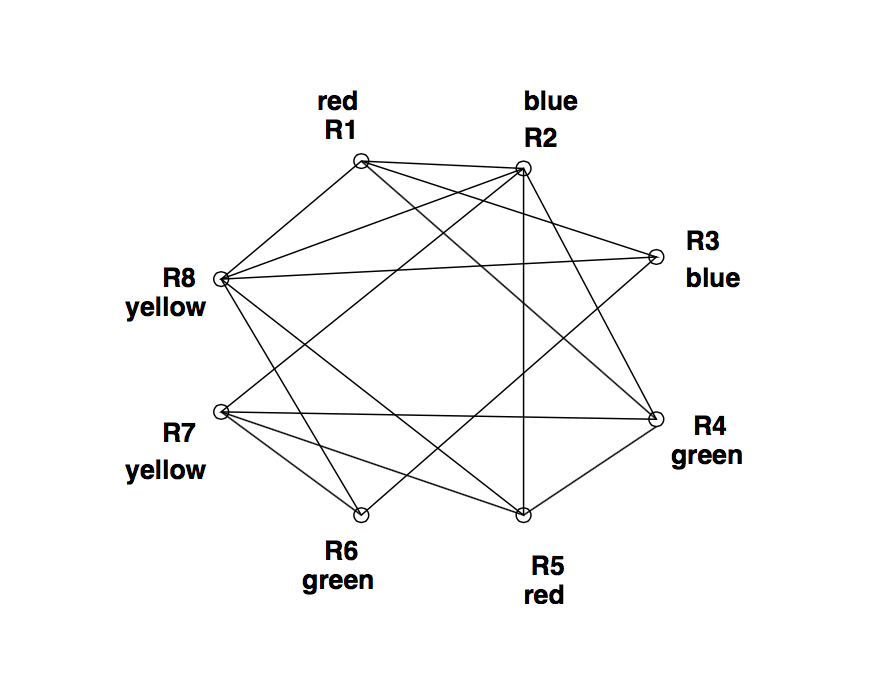 red
R1
blue
R2
R3
blue
R8
yellow
R4
green
R7
yellow
R6
green
R5
red